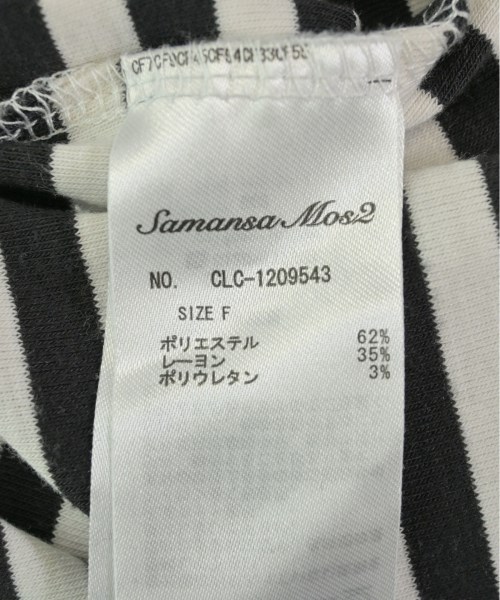 Samansa Mos2
NO. CLC-1209543
SIZE F
ポリエステル 62%
レーヨン 35%
ポリウレタン 3%